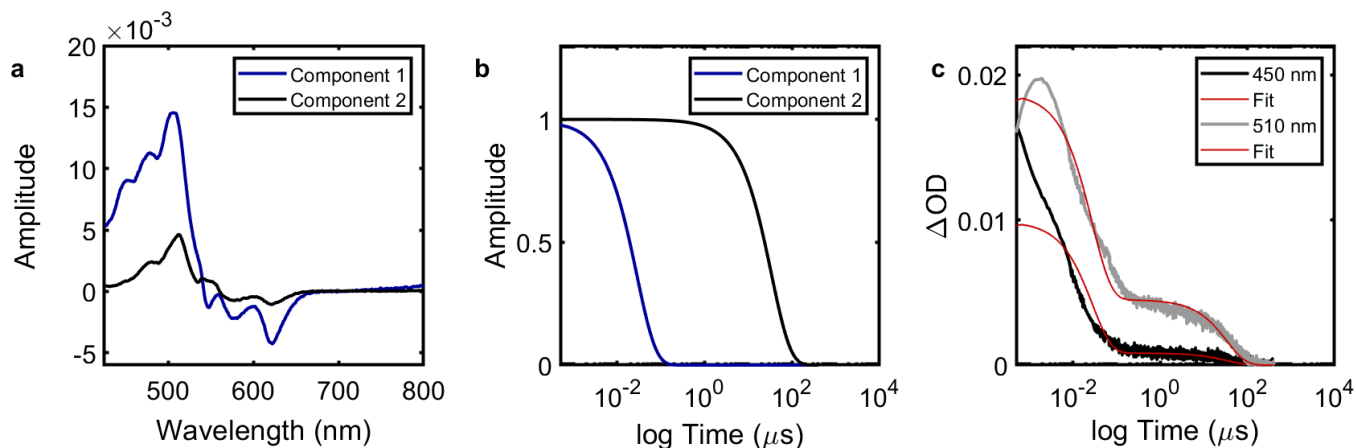 a
×10⁻³
20
15
10
5
0
-5
Amplitude
500
600
700
800
Wavelength (nm)
Component 1
Component 2
b
1
0.5
0
Amplitude
10⁻²
10⁰
10²
10⁴
log Time (μs)
Component 1
Component 2
c
0.02
0.01
0
ΔOD
10⁻²
10⁰
10²
10⁴
log Time (μs)
450 nm
Fit
510 nm
Fit